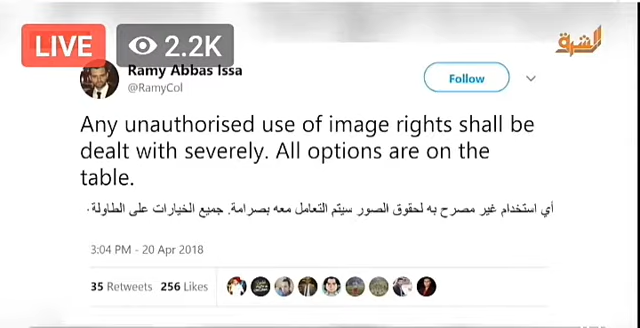 LIVE 2.2K
الشرق
Ramy Abbas Issa
Follow
@RamyCol
Any unauthorised use of image rights shall be
dealt with severely. All options are on the
table.
أي استخدام غير مصرح به لحقوق الصور سيتم التعامل معه بصرامة. جميع الخيارات على الطاولة.
3:04 PM - 20 Apr 2018
35 Retweets 256 Likes